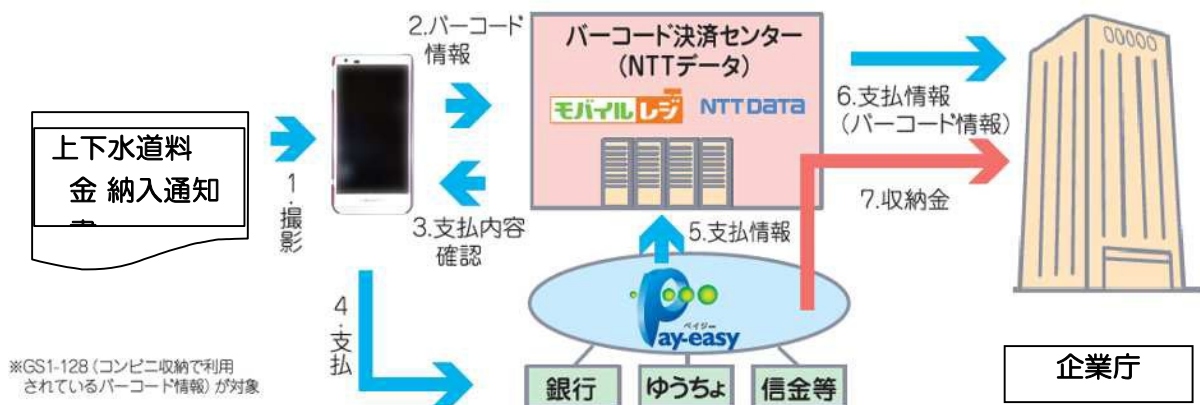 上下水道料
金 納入通知
1.撮影
2.バーコード
情報
3.支払内容
確認
4.支払
バーコード決済センター
(NTTデータ)
モバイルレジ NTT DATA
5.支払情報
6.支払情報
(バーコード情報)
7.収納金
ペイジー
Pay-easy
銀行
ゆうちょ
信金等
企業庁
※GS1-128(コンビニ収納で利用
されているバーコード情報)が対象